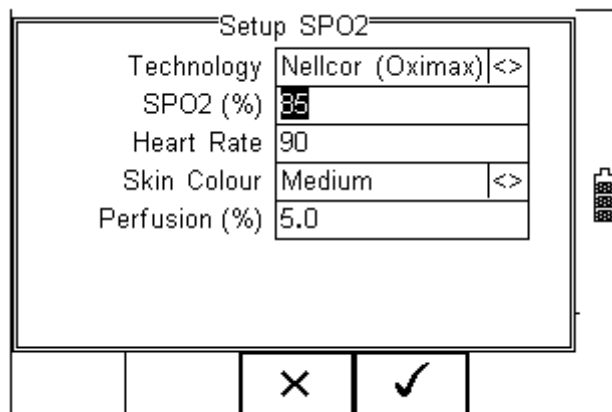 Setup SPO2
Technology Nellcor (Oximax) <>
SPO2 (%) 85
Heart Rate 90
Skin Colour Medium <>
Perfusion (%) 5.0